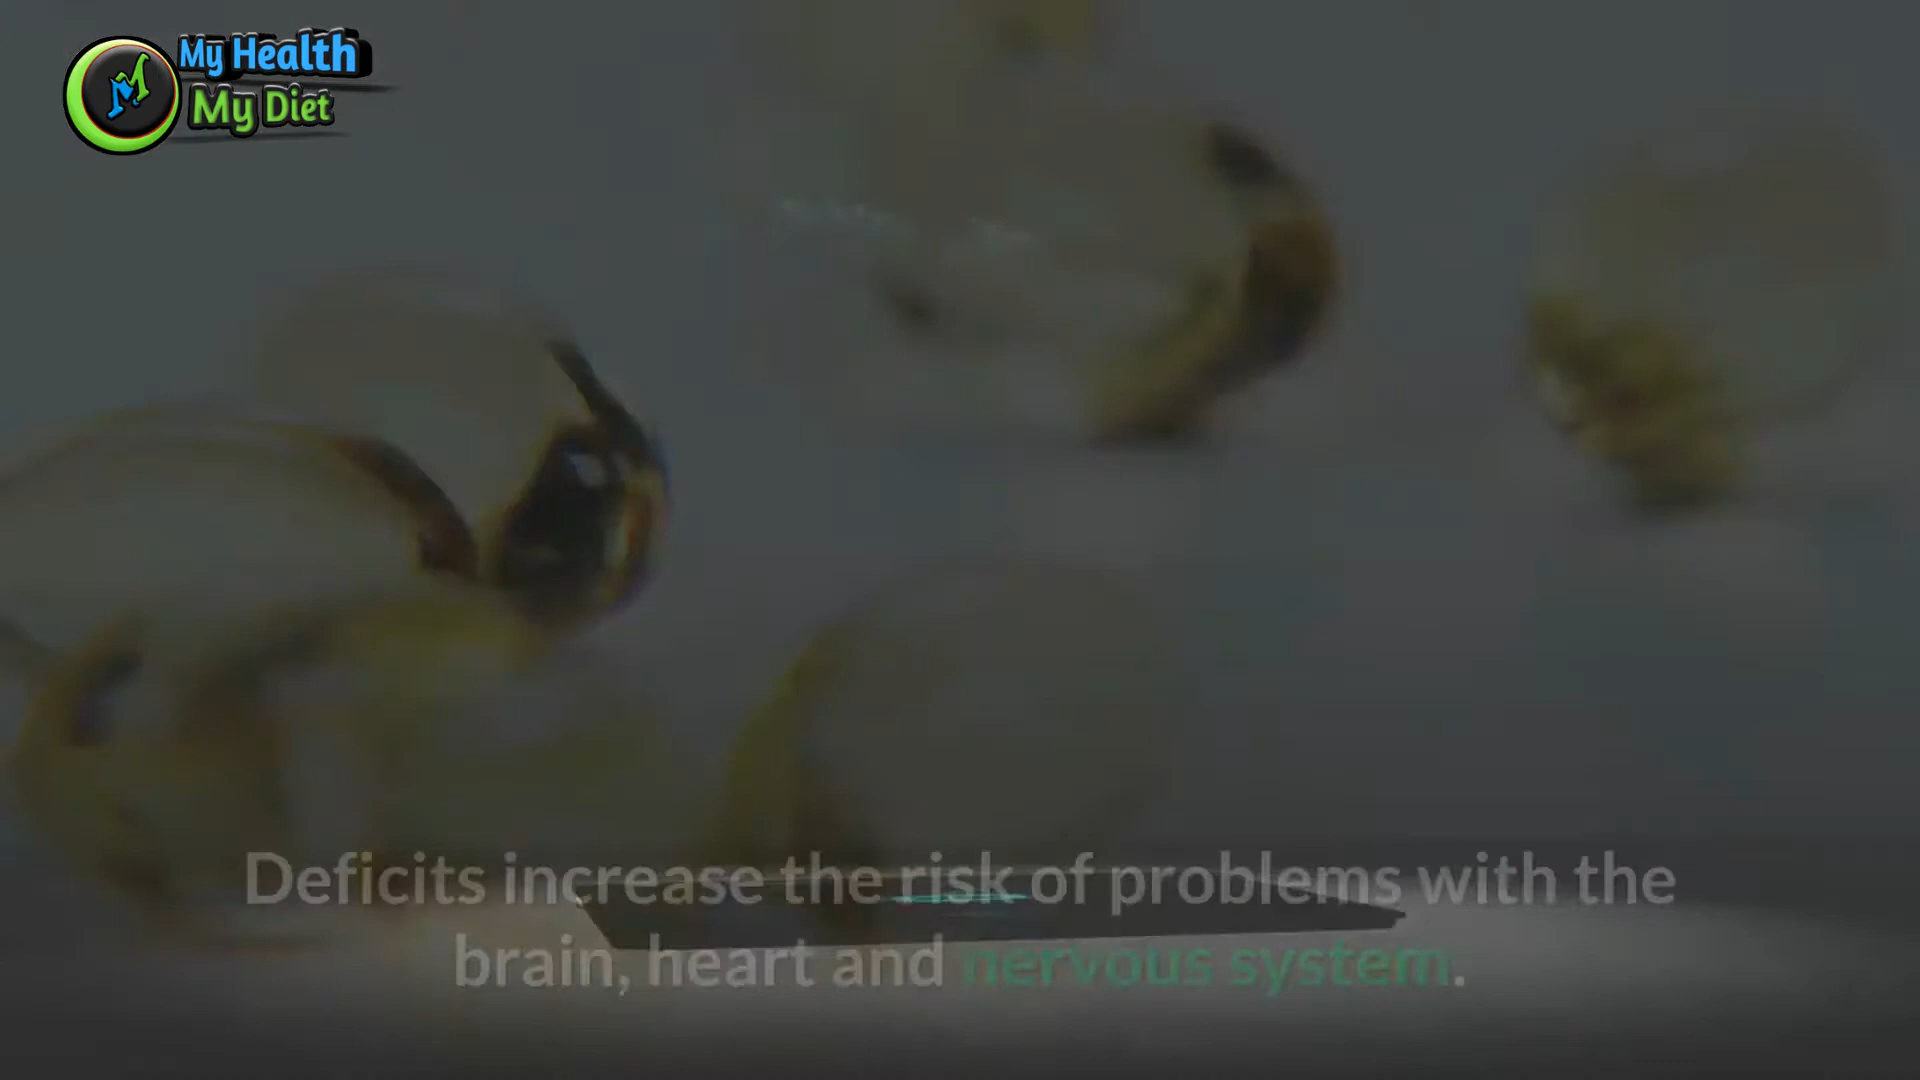 My Health
My Diet
Deficits increase the risk of problems with the
brain, heart and nervous system.